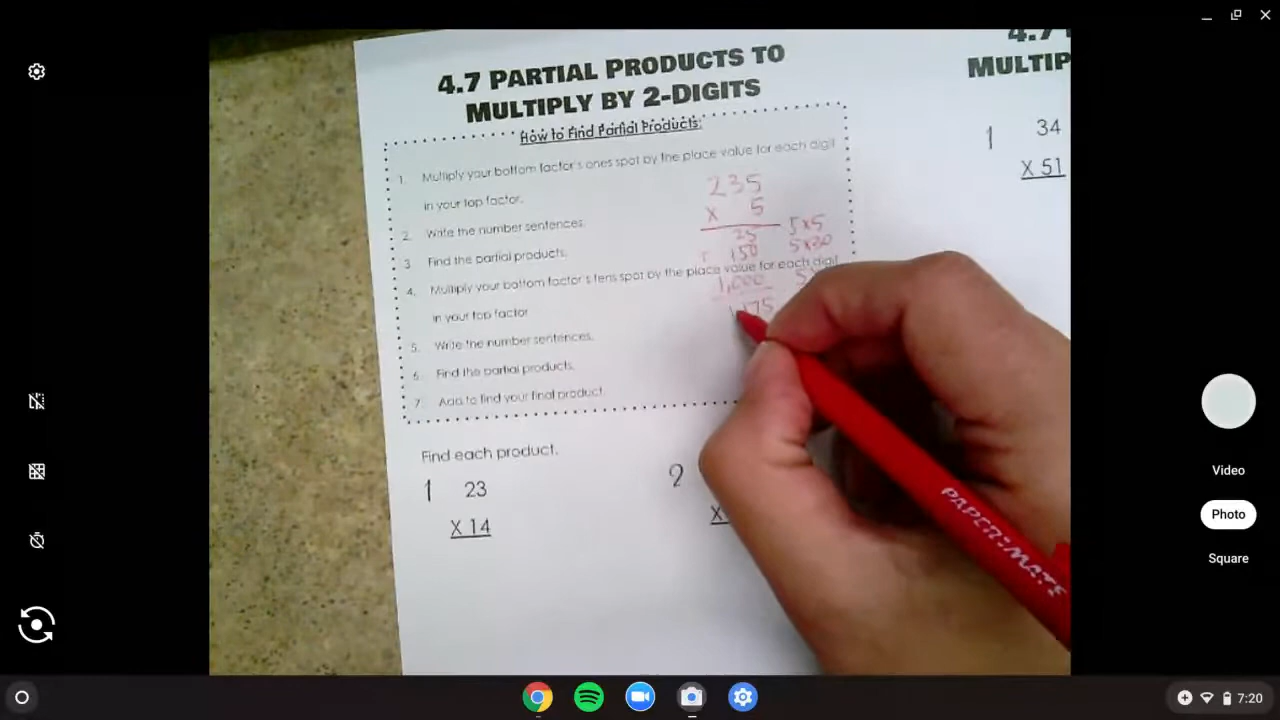 4.7 PARTIAL PRODUCTS TO
MULTIPLY BY 2-DIGITS
How to Find Partial Products:
1. Multiply your bottom factor's ones spot by the place value for each digit
in your top factor.
2. Write the number sentences.
3. Find the partial products.
4. Multiply your bottom factor's tens spot by the place value for each digit
in your top factor
5. Write the number sentences.
6. Find the partial products.
7. Add to find your final product.
235
X 5
25 5x5
+ 150 5x30
1,000
1,175
Find each product.
1 23
X 14
2
X
4.7
MULTIP
1 34
X 51
PAPER:MATE
Video
Photo
Square
7:20